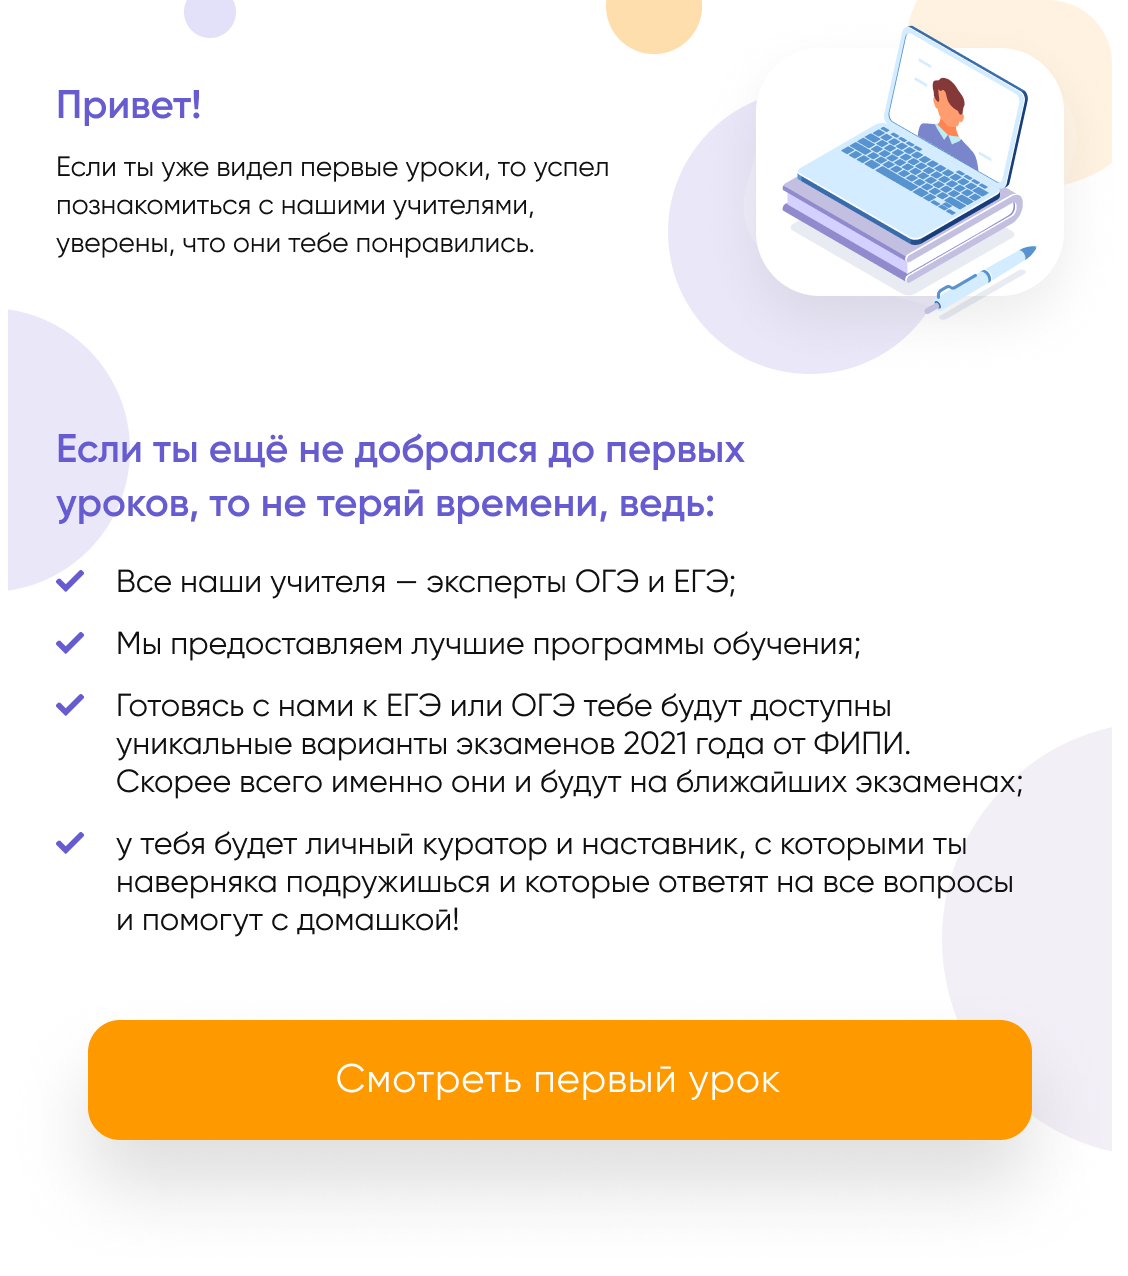 Привет!
Если ты уже видел первые уроки, то успел
познакомиться с нашими учителями,
уверены, что они тебе понравились.
Если ты ещё не добрался до первых
уроков, то не теряй времени, ведь:
Все наши учителя — эксперты ОГЭ и ЕГЭ;
Мы предоставляем лучшие программы обучения;
Готовясь с нами к ЕГЭ или ОГЭ тебе будут доступны
уникальные варианты экзаменов 2021 года от ФИПИ.
Скорее всего именно они и будут на ближайших экзаменах;
у тебя будет личный куратор и наставник, с которыми ты
наверняка подружишься и которые ответят на все вопросы
и помогут с домашкой!
Смотреть первый урок